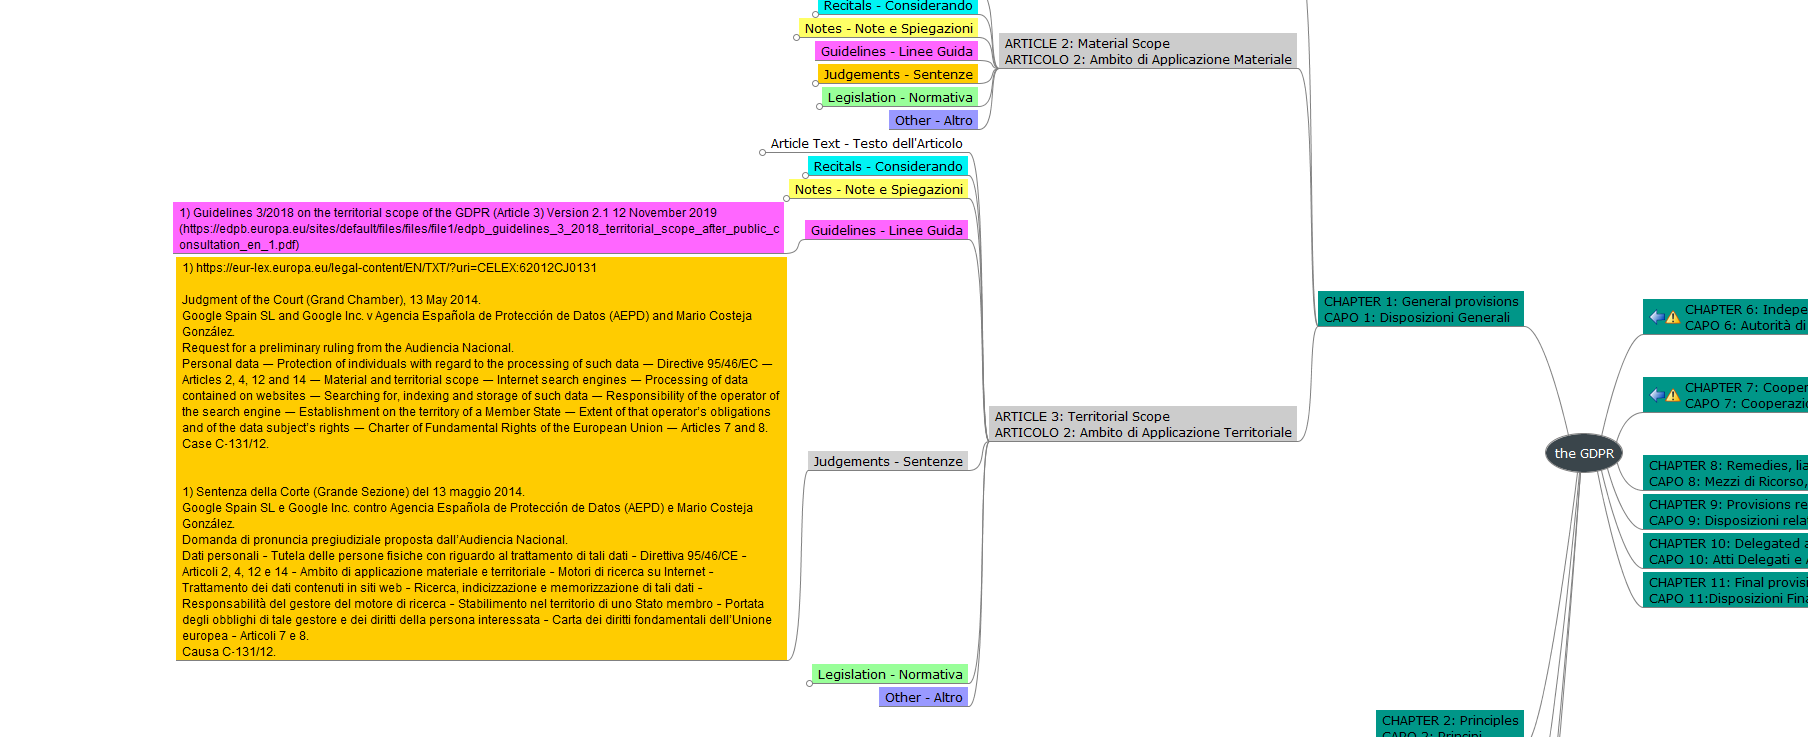 Recitals - Considerando
Notes - Note e Spiegazioni
Guidelines - Linee Guida
Judgements - Sentenze
Legislation - Normativa
Other - Altro
ARTICLE 2: Material Scope
ARTICOLO 2: Ambito di Applicazione Materiale
Article Text - Testo dell'Articolo
Recitals - Considerando
Notes - Note e Spiegazioni
Guidelines - Linee Guida
1) Guidelines 3/2018 on the territorial scope of the GDPR (Article 3) Version 2.1 12 November 2019
(https://edpb.europa.eu/sites/default/files/files/file1/edpb_guidelines_3_2018_territorial_scope_after_public_c
onsultation_en_1.pdf)
1) https://eur-lex.europa.eu/legal-content/EN/TXT/?uri=CELEX:62012CJ0131
Judgment of the Court (Grand Chamber), 13 May 2014.
Google Spain SL and Google Inc. v Agencia Española de Protección de Datos (AEPD) and Mario Costeja
González.
Request for a preliminary ruling from the Audiencia Nacional.
Personal data — Protection of individuals with regard to the processing of such data — Directive 95/46/EC —
Articles 2, 4, 12 and 14 — Material and territorial scope — Internet search engines — Processing of data
contained on websites — Searching for, indexing and storage of such data — Responsibility of the operator of
the search engine — Establishment on the territory of a Member State — Extent of that operator’s obligations
and of the data subject’s rights — Charter of Fundamental Rights of the European Union — Articles 7 and 8.
Case C-131/12.
1) Sentenza della Corte (Grande Sezione) del 13 maggio 2014.
Google Spain SL e Google Inc. contro Agencia Española de Protección de Datos (AEPD) e Mario Costeja
González.
Domanda di pronuncia pregiudiziale proposta dall’Audiencia Nacional.
Dati personali - Tutela delle persone fisiche con riguardo al trattamento di tali dati - Direttiva 95/46/CE -
Articoli 2, 4, 12 e 14 - Ambito di applicazione materiale e territoriale - Motori di ricerca su Internet -
Trattamento dei dati contenuti in siti web - Ricerca, indicizzazione e memorizzazione di tali dati -
Responsabilità del gestore del motore di ricerca - Stabilimento nel territorio di uno Stato membro - Portata
degli obblighi di tale gestore e dei diritti della persona interessata - Carta dei diritti fondamentali dell’Unione
europea - Articoli 7 e 8.
Causa C-131/12.
Judgements - Sentenze
Legislation - Normativa
Other - Altro
ARTICLE 3: Territorial Scope
ARTICOLO 2: Ambito di Applicazione Territoriale
CHAPTER 1: General provisions
CAPO 1: Disposizioni Generali
the GDPR
CHAPTER 6: Indepe
CAPO 6: Autorità di
CHAPTER 7: Cooper
CAPO 7: Cooperazio
CHAPTER 8: Remedies, lia
CAPO 8: Mezzi di Ricorso,
CHAPTER 9: Provisions re
CAPO 9: Disposizioni rela
CHAPTER 10: Delegated a
CAPO 10: Atti Delegati e
CHAPTER 11: Final provisi
CAPO 11:Disposizioni Fina
CHAPTER 2: Principles
CAPO 2: Principi